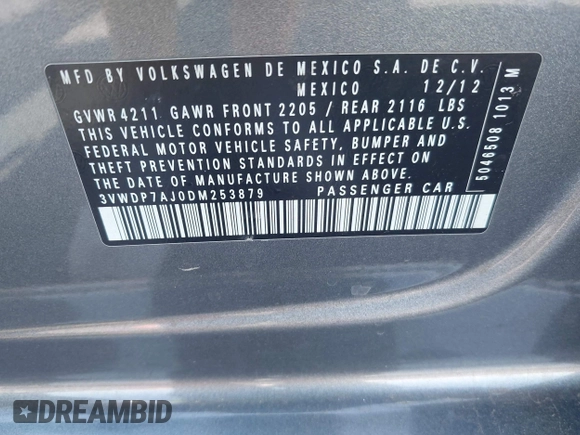 MFD BY VOLKSWAGEN DE MEXICO S.A. DE C.V.
MEXICO 12/12
GVWR 4211 GAWR FRONT 2205 / REAR 2116 LBS
THIS VEHICLE CONFORMS TO ALL APPLICABLE U.S.
FEDERAL MOTOR VEHICLE SAFETY, BUMPER AND
THEFT PREVENTION STANDARDS IN EFFECT ON
THE DATE OF MANUFACTURE SHOWN ABOVE.
3VWDP7AJ0DM253879 PASSENGER CAR
5046508 1013 M
DREAMBID